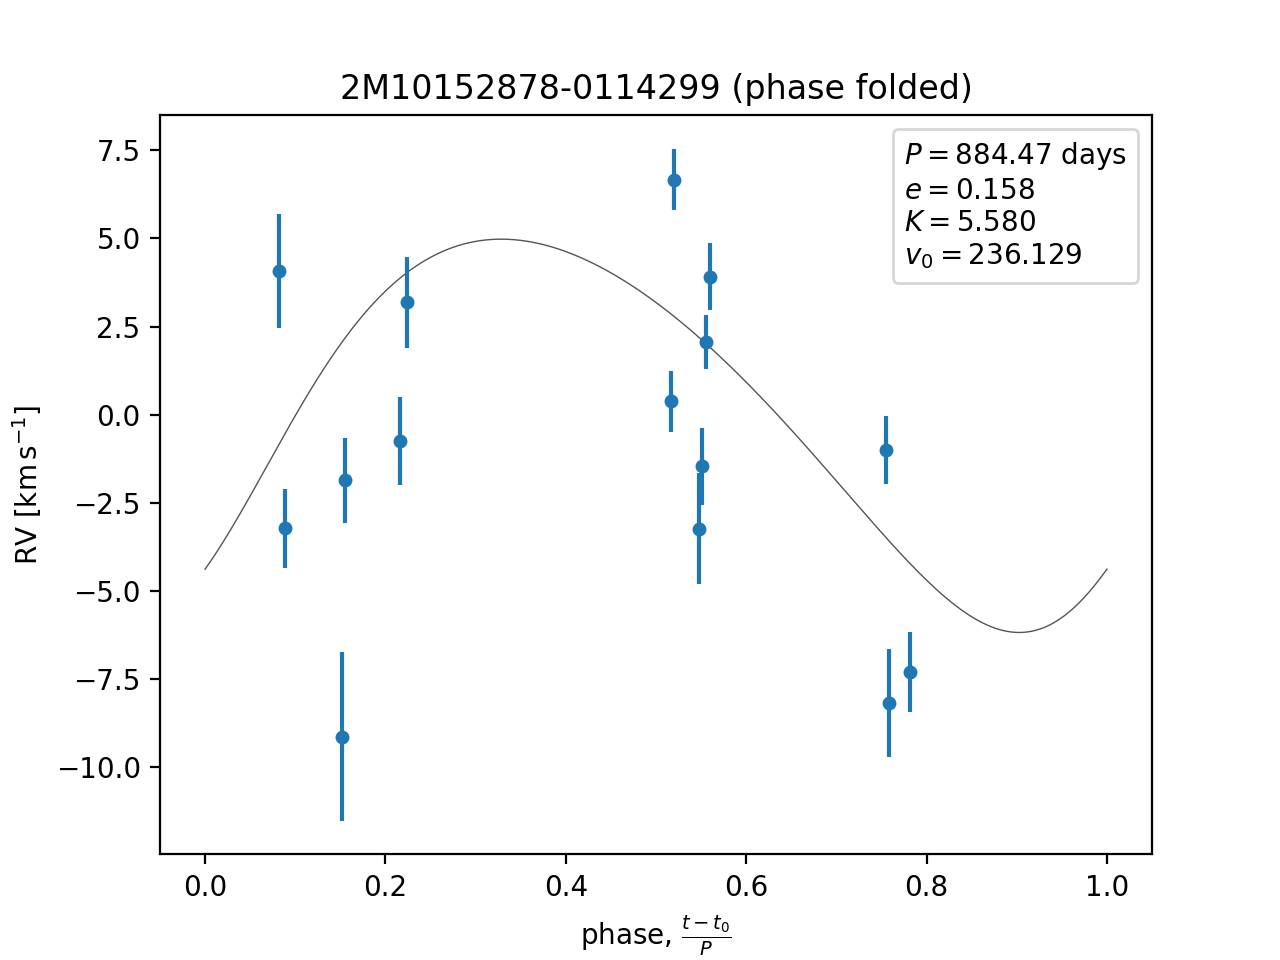 2M10152878-0114299 (phase folded)
P = 884.47 days
e = 0.158
K = 5.580
v₀ = 236.129
7.5
5.0
2.5
0.0
−2.5
−5.0
−7.5
−10.0
RV [km s⁻¹]
0.0 0.2 0.4 0.6 0.8 1.0
phase, (t − t₀)/P